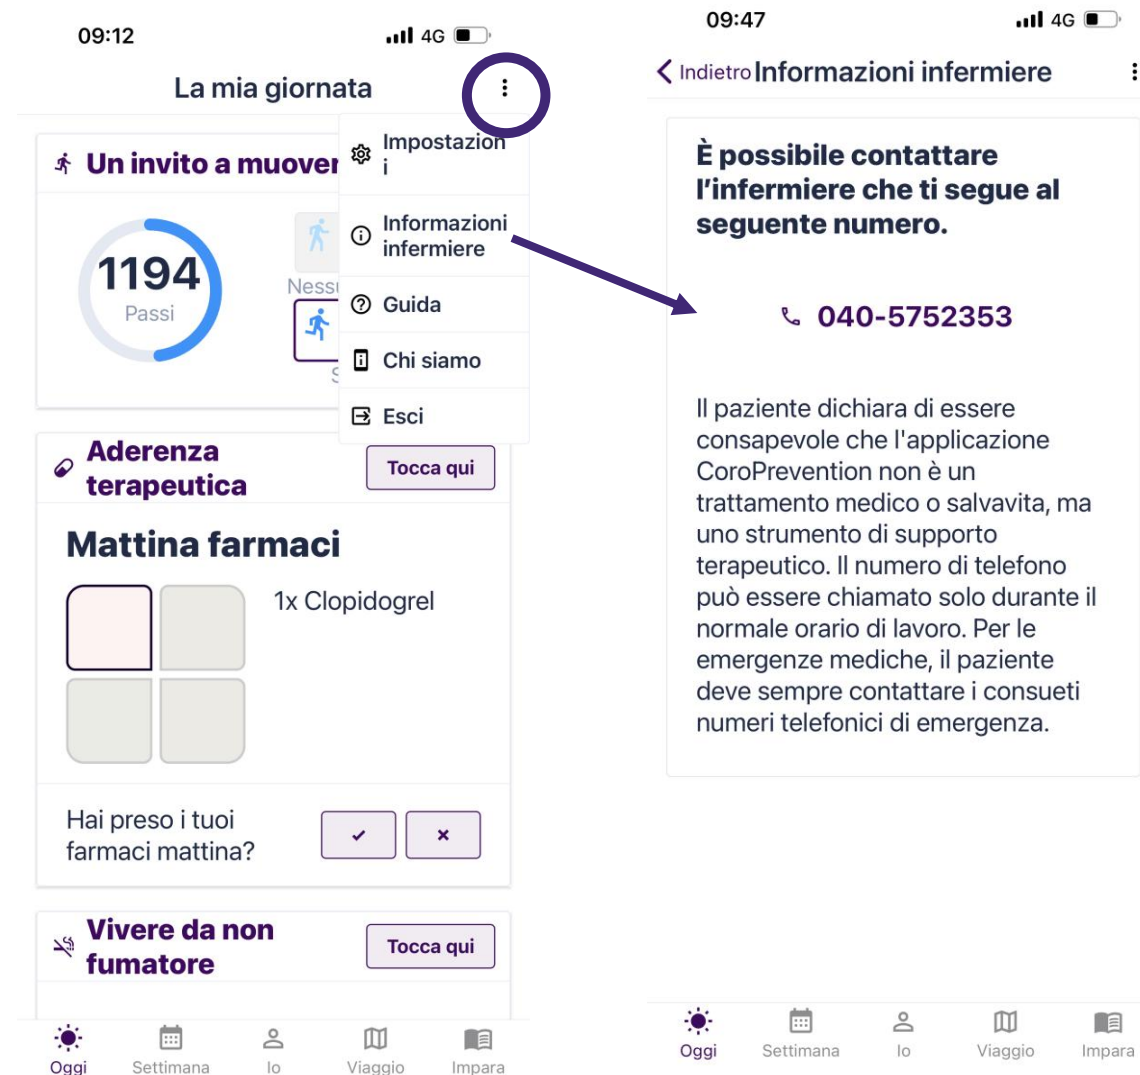 09:12
4G
La mia giornata
Un invito a muover
1194
Passi
Ness
S
Impostazion
i
Informazioni
infermiere
Guida
Chi siamo
Esci
Aderenza
terapeutica
Tocca qui
Mattina farmaci
1x Clopidogrel
Hai preso i tuoi
farmaci mattina?
Vivere da non
fumatore
Tocca qui
Oggi
Settimana
Io
Viaggio
Impara
09:47
4G
Indietro
Informazioni infermiere
È possibile contattare
l'infermiere che ti segue al
seguente numero.
040-5752353
Il paziente dichiara di essere
consapevole che l'applicazione
CoroPrevention non è un
trattamento medico o salvavita, ma
uno strumento di supporto
terapeutico. Il numero di telefono
può essere chiamato solo durante il
normale orario di lavoro. Per le
emergenze mediche, il paziente
deve sempre contattare i consueti
numeri telefonici di emergenza.
Oggi
Settimana
Io
Viaggio
Impara